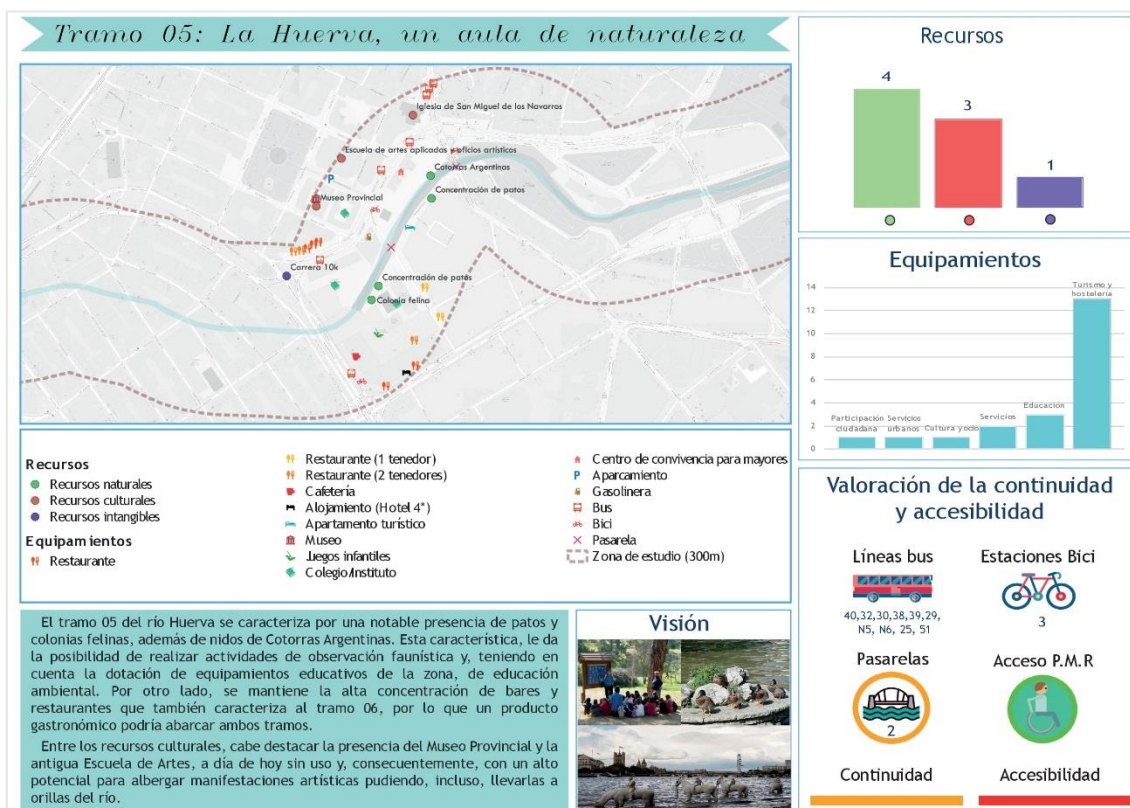 Tramo 05: La Huerva, un aula de naturaleza
Iglesia de San Miguel de los Navarros
Escuela de artes aplicadas y oficios artísticos
Cotorras Argentinas
P
Concentración de patos
Museo Provincial
Carrera 10k
Concentración de patos
Colonia felina
Recursos
Recursos naturales
Recursos culturales
Recursos intangibles
Equipamientos
Restaurante
Restaurante (1 tenedor)
Restaurante (2 tenedores)
Cafetería
Alojamiento (Hotel 4*)
Apartamento turístico
Museo
Juegos infantiles
Colegio/Instituto
Centro de convivencia para mayores
P Aparcamiento
Gasolinera
Bus
Bici
Pasarela
Zona de estudio (300m)
El tramo 05 del río Huerva se caracteriza por una notable presencia de patos y
colonias felinas, además de nidos de Cotorras Argentinas. Esta característica, le da
la posibilidad de realizar actividades de observación faunística y, teniendo en
cuenta la dotación de equipamientos educativos de la zona, de educación
ambiental. Por otro lado, se mantiene la alta concentración de bares y
restaurantes que también caracteriza al tramo 06, por lo que un producto
gastronómico podría abarcar ambos tramos.
Entre los recursos culturales, cabe destacar la presencia del Museo Provincial y la
antigua Escuela de Artes, a día de hoy sin uso y, consecuentemente, con un alto
potencial para albergar manifestaciones artísticas pudiendo, incluso, llevarlas a
orillas del río.
Visión
Recursos
4
3
1
Equipamientos
14
12
10
8
6
4
2
0
Participación
ciudadana
Servicios
urbanos
Cultura y ocio
Servicios
Educación
Turismo y
hostelería
Valoración de la continuidad
y accesibilidad
Líneas bus
40,32,30,38,39,29,
N5, N6, 25, 51
Estaciones Bici
3
Pasarelas
2
Acceso P.M.R
Continuidad
Accesibilidad